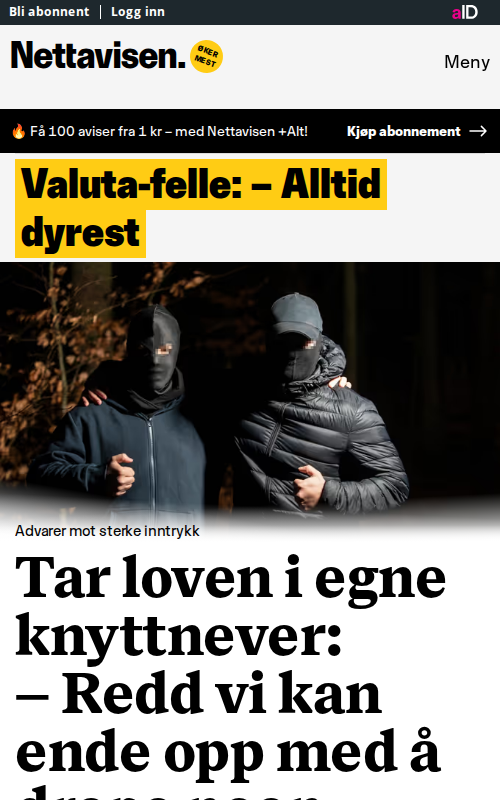 Bli abonnent | Logg inn
aID
Nettavisen.
ØKER
MEST
Meny
Få 100 aviser fra 1 kr – med Nettavisen +Alt!
Kjøp abonnement →
Valuta-felle: – Alltid
dyrest
Advarer mot sterke inntrykk
Tar loven i egne
knyttnever:
– Redd vi kan
ende opp med å